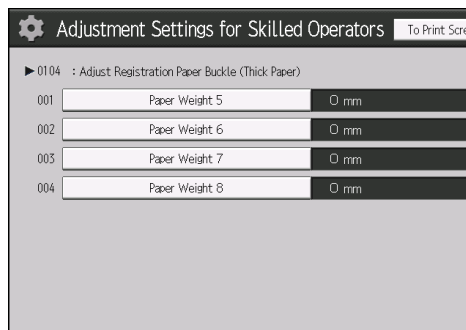 Adjustment Settings for Skilled Operators To Print Scre
▶ 0104 : Adjust Registration Paper Buckle (Thick Paper)
001 Paper Weight 5 0 mm
002 Paper Weight 6 0 mm
003 Paper Weight 7 0 mm
004 Paper Weight 8 0 mm